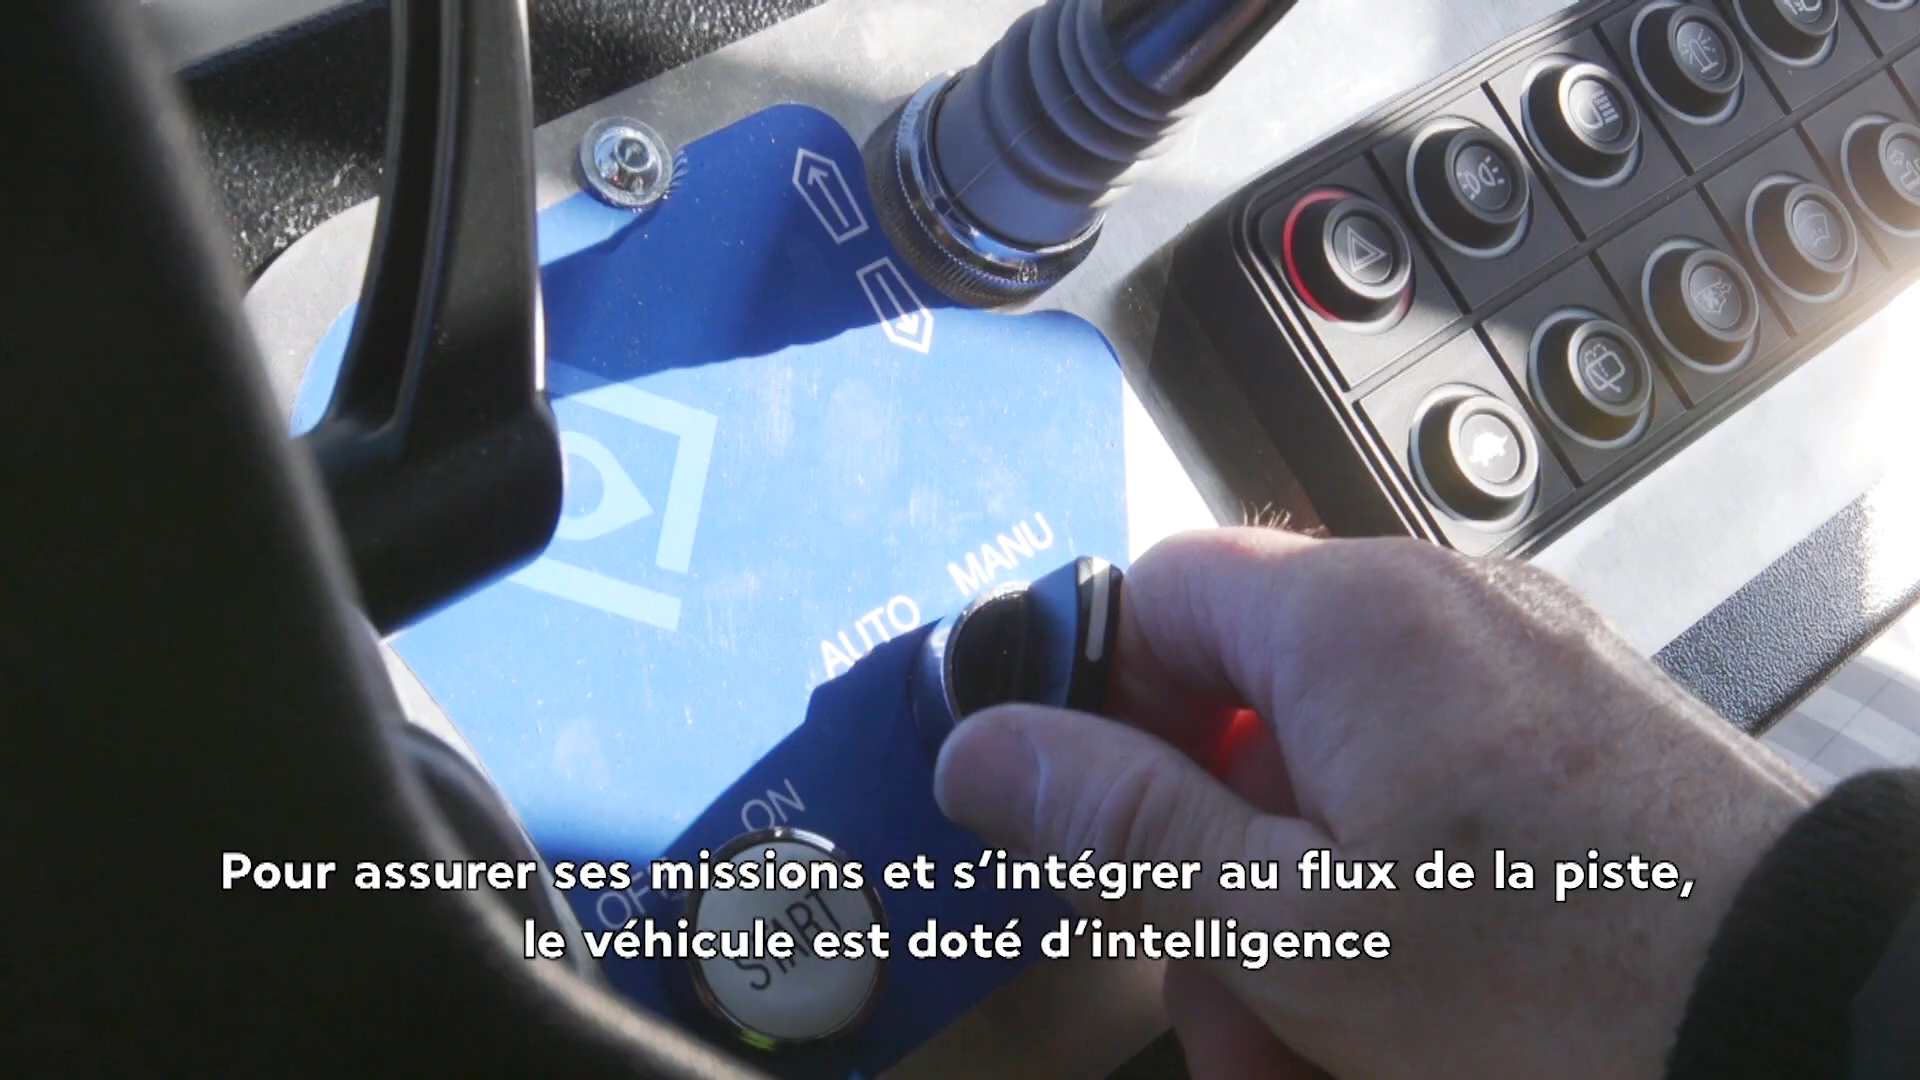 MANU
AUTO
ON
START
Pour assurer ses missions et s’intégrer au flux de la piste,
le véhicule est doté d’intelligence